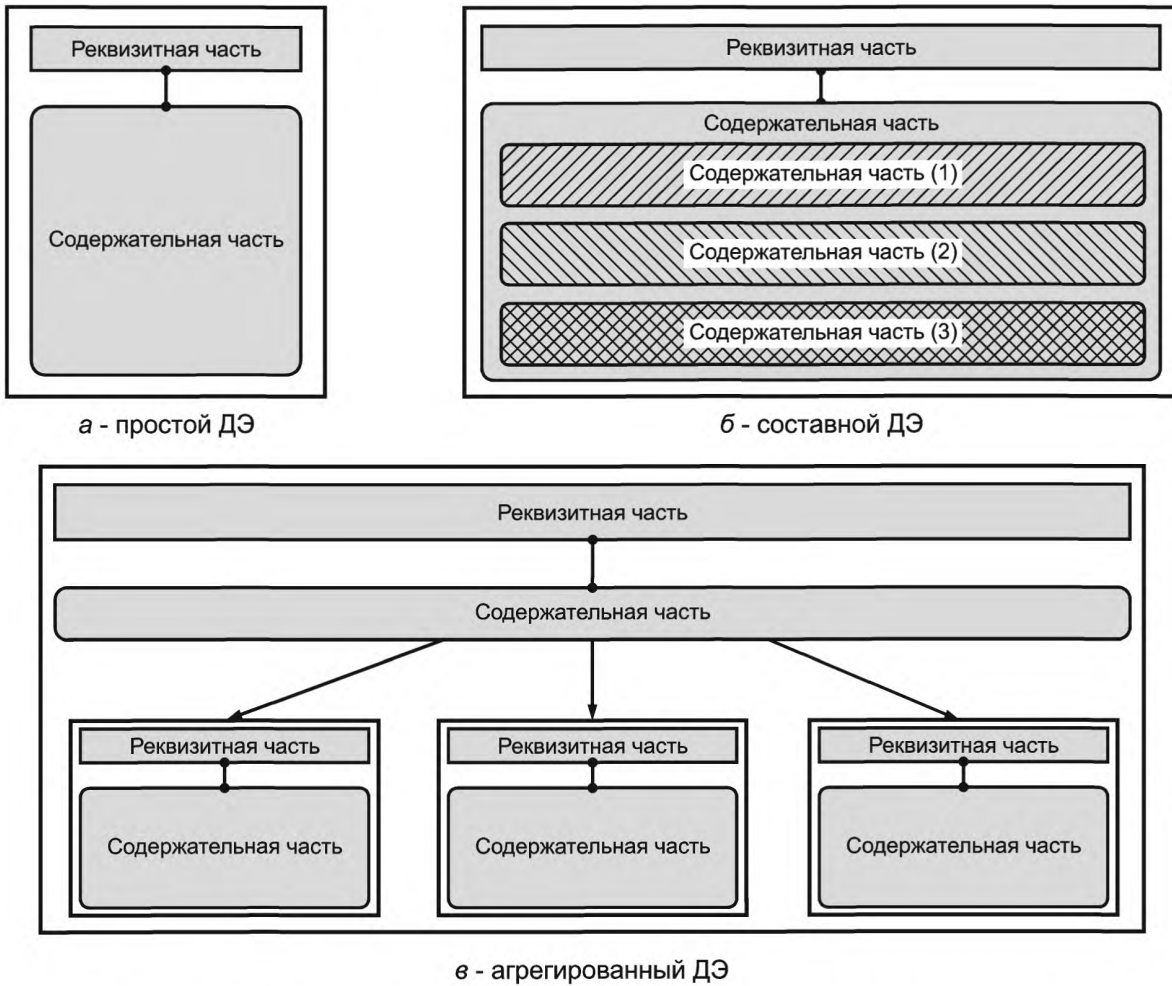 Реквизитная часть
Содержательная часть
а - простой ДЭ
Реквизитная часть
Содержательная часть
Содержательная часть (1)
Содержательная часть (2)
Содержательная часть (3)
б - составной ДЭ
Реквизитная часть
Содержательная часть
Реквизитная часть
Содержательная часть
Реквизитная часть
Содержательная часть
Реквизитная часть
Содержательная часть
в - агрегированный ДЭ